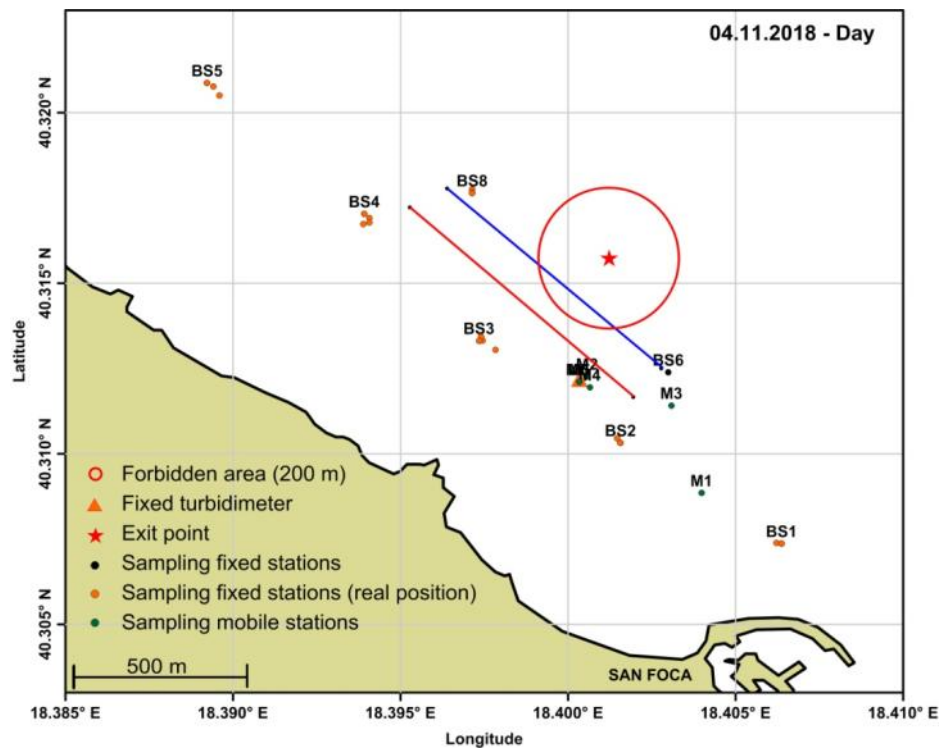 04.11.2018 - Day
BS5
BS8
BS4
BS3
BS6
M2
M4
M3
BS2
M1
BS1
Forbidden area (200 m)
Fixed turbidimeter
Exit point
Sampling fixed stations
Sampling fixed stations (real position)
Sampling mobile stations
500 m
SAN FOCA
40.320° N
40.315° N
40.310° N
40.305° N
Latitude
18.385° E 18.390° E 18.395° E 18.400° E 18.405° E 18.410° E
Longitude